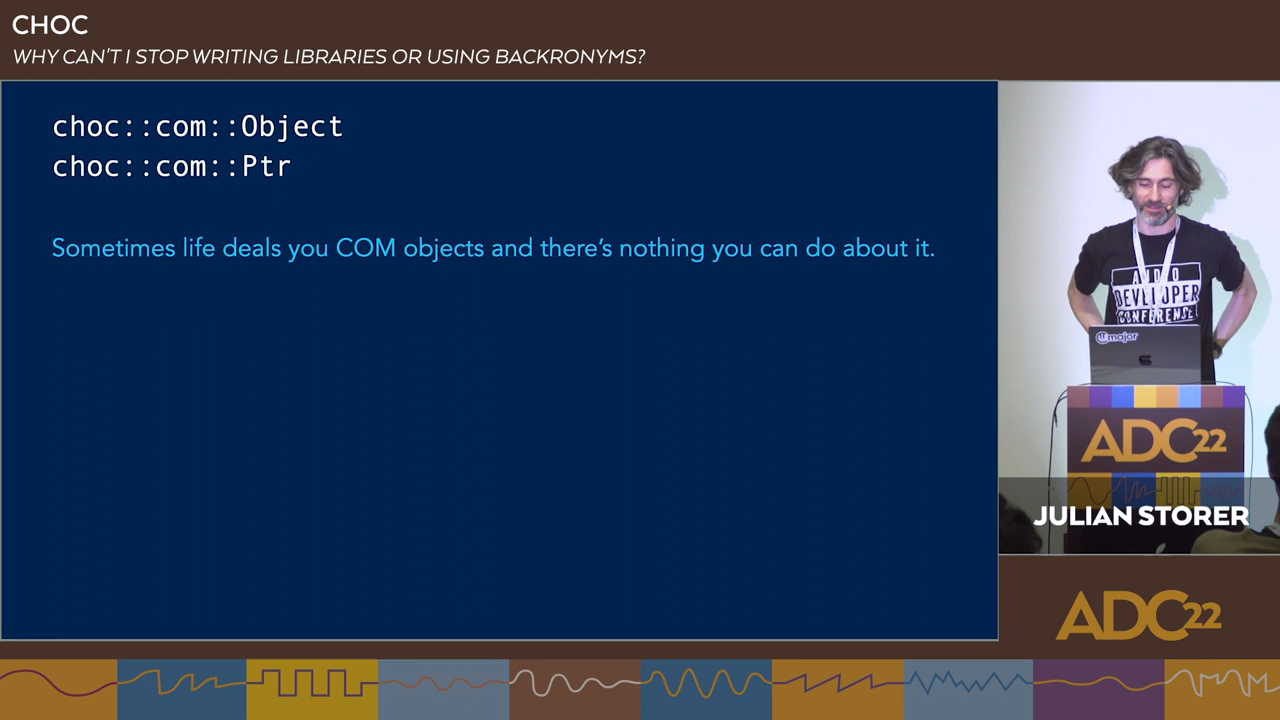 CHOC
WHY CAN'T I STOP WRITING LIBRARIES OR USING BACKRONYMS?
choc::com::Object
choc::com::Ptr
Sometimes life deals you COM objects and there's nothing you can do about it.
AUDIO
DEVELOPER
CONFERENCE
major
ADC22
JULIAN STORER
ADC22